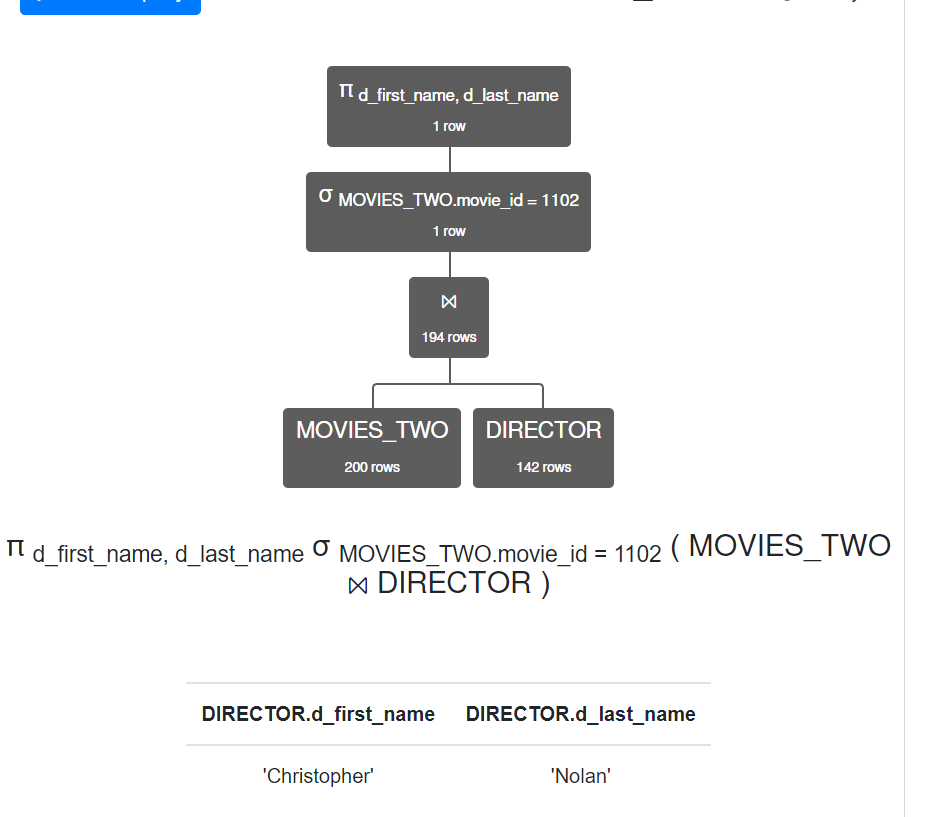 π d_first_name, d_last_name
1 row
σ MOVIES_TWO.movie_id = 1102
1 row
⋈
194 rows
MOVIES_TWO
200 rows
DIRECTOR
142 rows
π d_first_name, d_last_name σ MOVIES_TWO.movie_id = 1102 ( MOVIES_TWO
⋈ DIRECTOR )
DIRECTOR.d_first_name DIRECTOR.d_last_name
'Christopher' 'Nolan'